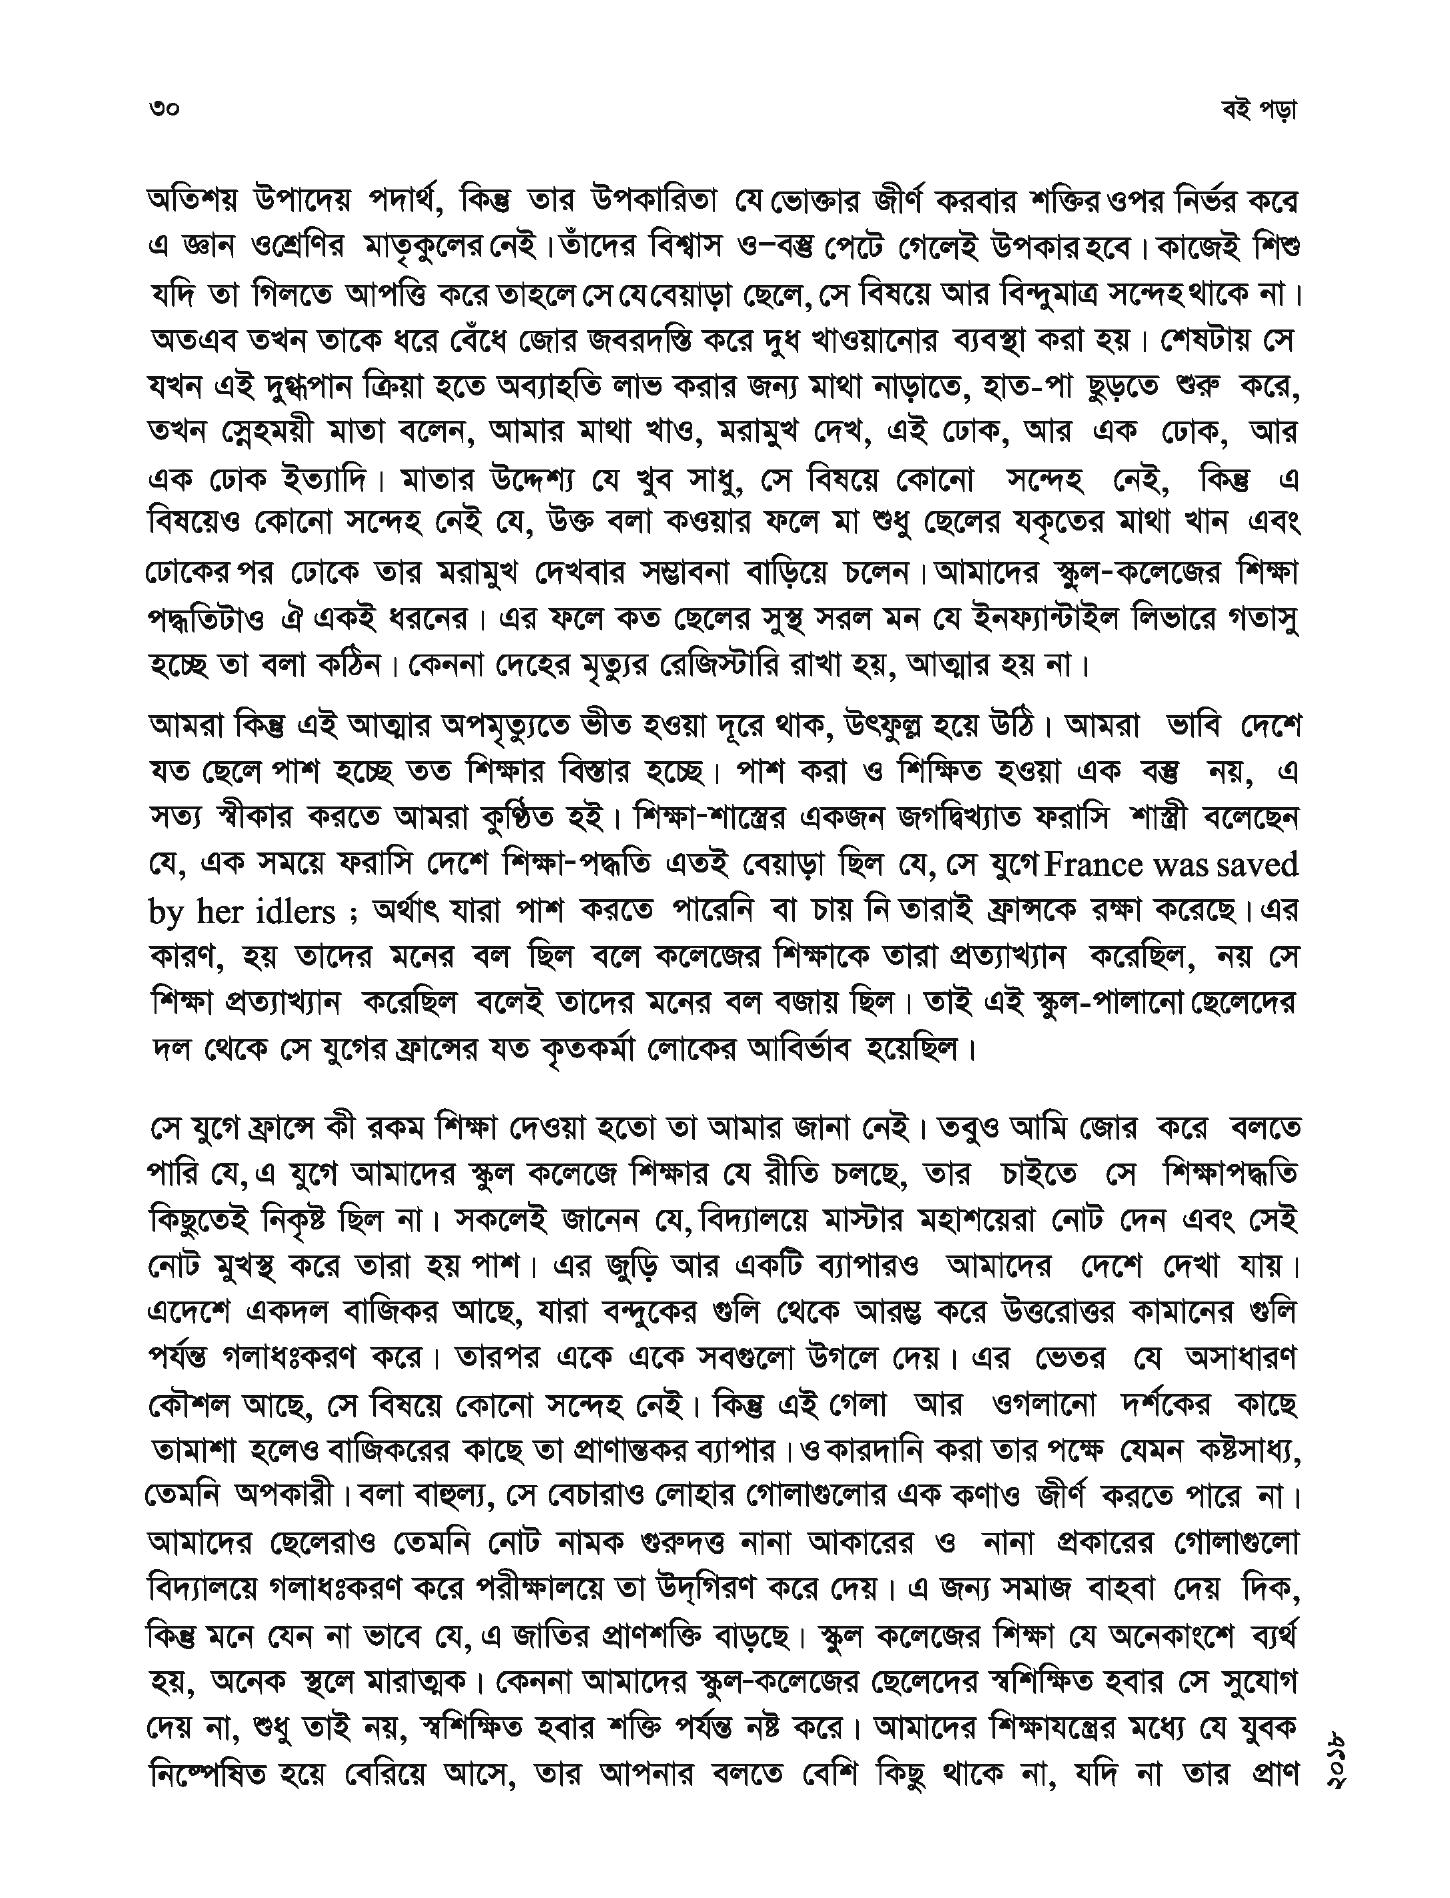 ৩০
বই পড়া
অতিশয় উপাদেয় পদার্থ, কিন্তু তার উপকারিতা যে ভোক্তার জীর্ণ করবার শক্তির ওপর নির্ভর করে
এ জ্ঞান ওশ্রেণির মাতৃকুলের নেই। তাঁদের বিশ্বাস ও–বস্তু পেটে গেলেই উপকার হবে। কাজেই শিশু
যদি তা গিলতে আপত্তি করে তাহলে সে যে বেয়াড়া ছেলে, সে বিষয়ে আর বিন্দুমাত্র সন্দেহ থাকে না।
অতএব তখন তাকে ধরে বেঁধে জোর জবরদস্তি করে দুধ খাওয়ানোর ব্যবস্থা করা হয়। শেষটায় সে
যখন এই দুগ্ধপান ক্রিয়া হতে অব্যাহতি লাভ করার জন্য মাথা নাড়াতে, হাত-পা ছুড়তে শুরু করে,
তখন স্নেহময়ী মাতা বলেন, আমার মাথা খাও, মরামুখ দেখ, এই ঢোক, আর এক ঢোক, আর
এক ঢোক ইত্যাদি। মাতার উদ্দেশ্য যে খুব সাধু, সে বিষয়ে কোনো সন্দেহ নেই, কিন্তু এ
বিষয়েও কোনো সন্দেহ নেই যে, উক্ত বলা কওয়ার ফলে মা শুধু ছেলের যকৃতের মাথা খান এবং
ঢোকের পর ঢোকে তার মরামুখ দেখবার সম্ভাবনা বাড়িয়ে চলেন। আমাদের স্কুল-কলেজের শিক্ষা
পদ্ধতিটাও ঐ একই ধরনের। এর ফলে কত ছেলের সুস্থ সরল মন যে ইনফ্যান্টাইল লিভারে গতাসু
হচ্ছে তা বলা কঠিন। কেননা দেহের মৃত্যুর রেজিস্টারি রাখা হয়, আত্মার হয় না।
আমরা কিন্তু এই আত্মার অপমৃত্যুতে ভীত হওয়া দূরে থাক, উৎফুল্ল হয়ে উঠি। আমরা ভাবি দেশে
যত ছেলে পাশ হচ্ছে তত শিক্ষার বিস্তার হচ্ছে। পাশ করা ও শিক্ষিত হওয়া এক বস্তু নয়, এ
সত্য স্বীকার করতে আমরা কুণ্ঠিত হই। শিক্ষা-শাস্ত্রের একজন জগদ্বিখ্যাত ফরাসি শাস্ত্রী বলেছেন
যে, এক সময়ে ফরাসি দেশে শিক্ষা-পদ্ধতি এতই বেয়াড়া ছিল যে, সে যুগে France was saved
by her idlers ; অর্থাৎ যারা পাশ করতে পারেনি বা চায় নি তারাই ফ্রান্সকে রক্ষা করেছে। এর
কারণ, হয় তাদের মনের বল ছিল বলে কলেজের শিক্ষাকে তারা প্রত্যাখ্যান করেছিল, নয় সে
শিক্ষা প্রত্যাখ্যান করেছিল বলেই তাদের মনের বল বজায় ছিল। তাই এই স্কুল-পালানো ছেলেদের
দল থেকে সে যুগের ফ্রান্সের যত কৃতকর্মা লোকের আবির্ভাব হয়েছিল।
সে যুগে ফ্রান্সে কী রকম শিক্ষা দেওয়া হতো তা আমার জানা নেই। তবুও আমি জোর করে বলতে
পারি যে, এ যুগে আমাদের স্কুল কলেজে শিক্ষার যে রীতি চলছে, তার চাইতে সে শিক্ষাপদ্ধতি
কিছুতেই নিকৃষ্ট ছিল না। সকলেই জানেন যে, বিদ্যালয়ে মাস্টার মহাশয়েরা নোট দেন এবং সেই
নোট মুখস্থ করে তারা হয় পাশ। এর জুড়ি আর একটি ব্যাপারও আমাদের দেশে দেখা যায়।
এদেশে একদল বাজিকর আছে, যারা বন্দুকের গুলি থেকে আরম্ভ করে উত্তরোত্তর কামানের গুলি
পর্যন্ত গলাধঃকরণ করে। তারপর একে একে সবগুলো উগলে দেয়। এর ভেতর যে অসাধারণ
কৌশল আছে, সে বিষয়ে কোনো সন্দেহ নেই। কিন্তু এই গেলা আর ওগলানো দর্শকের কাছে
তামাশা হলেও বাজিকরের কাছে তা প্রাণান্তকর ব্যাপার। ও কারদানি করা তার পক্ষে যেমন কষ্টসাধ্য,
তেমনি অপকারী। বলা বাহুল্য, সে বেচারাও লোহার গোলাগুলোর এক কণাও জীর্ণ করতে পারে না।
আমাদের ছেলেরাও তেমনি নোট নামক গুরুদত্ত নানা আকারের ও নানা প্রকারের গোলাগুলো
বিদ্যালয়ে গলাধঃকরণ করে পরীক্ষালয়ে তা উদ্‌গিরণ করে দেয়। এ জন্য সমাজ বাহবা দেয় দিক,
কিন্তু মনে যেন না ভাবে যে, এ জাতির প্রাণশক্তি বাড়ছে। স্কুল কলেজের শিক্ষা যে অনেকাংশে ব্যর্থ
হয়, অনেক স্থলে মারাত্মক। কেননা আমাদের স্কুল-কলেজের ছেলেদের স্বশিক্ষিত হবার সে সুযোগ
দেয় না, শুধু তাই নয়, স্বশিক্ষিত হবার শক্তি পর্যন্ত নষ্ট করে। আমাদের শিক্ষাযন্ত্রের মধ্যে যে যুবক
নিষ্পেষিত হয়ে বেরিয়ে আসে, তার আপনার বলতে বেশি কিছু থাকে না, যদি না তার প্রাণ
২০১৮